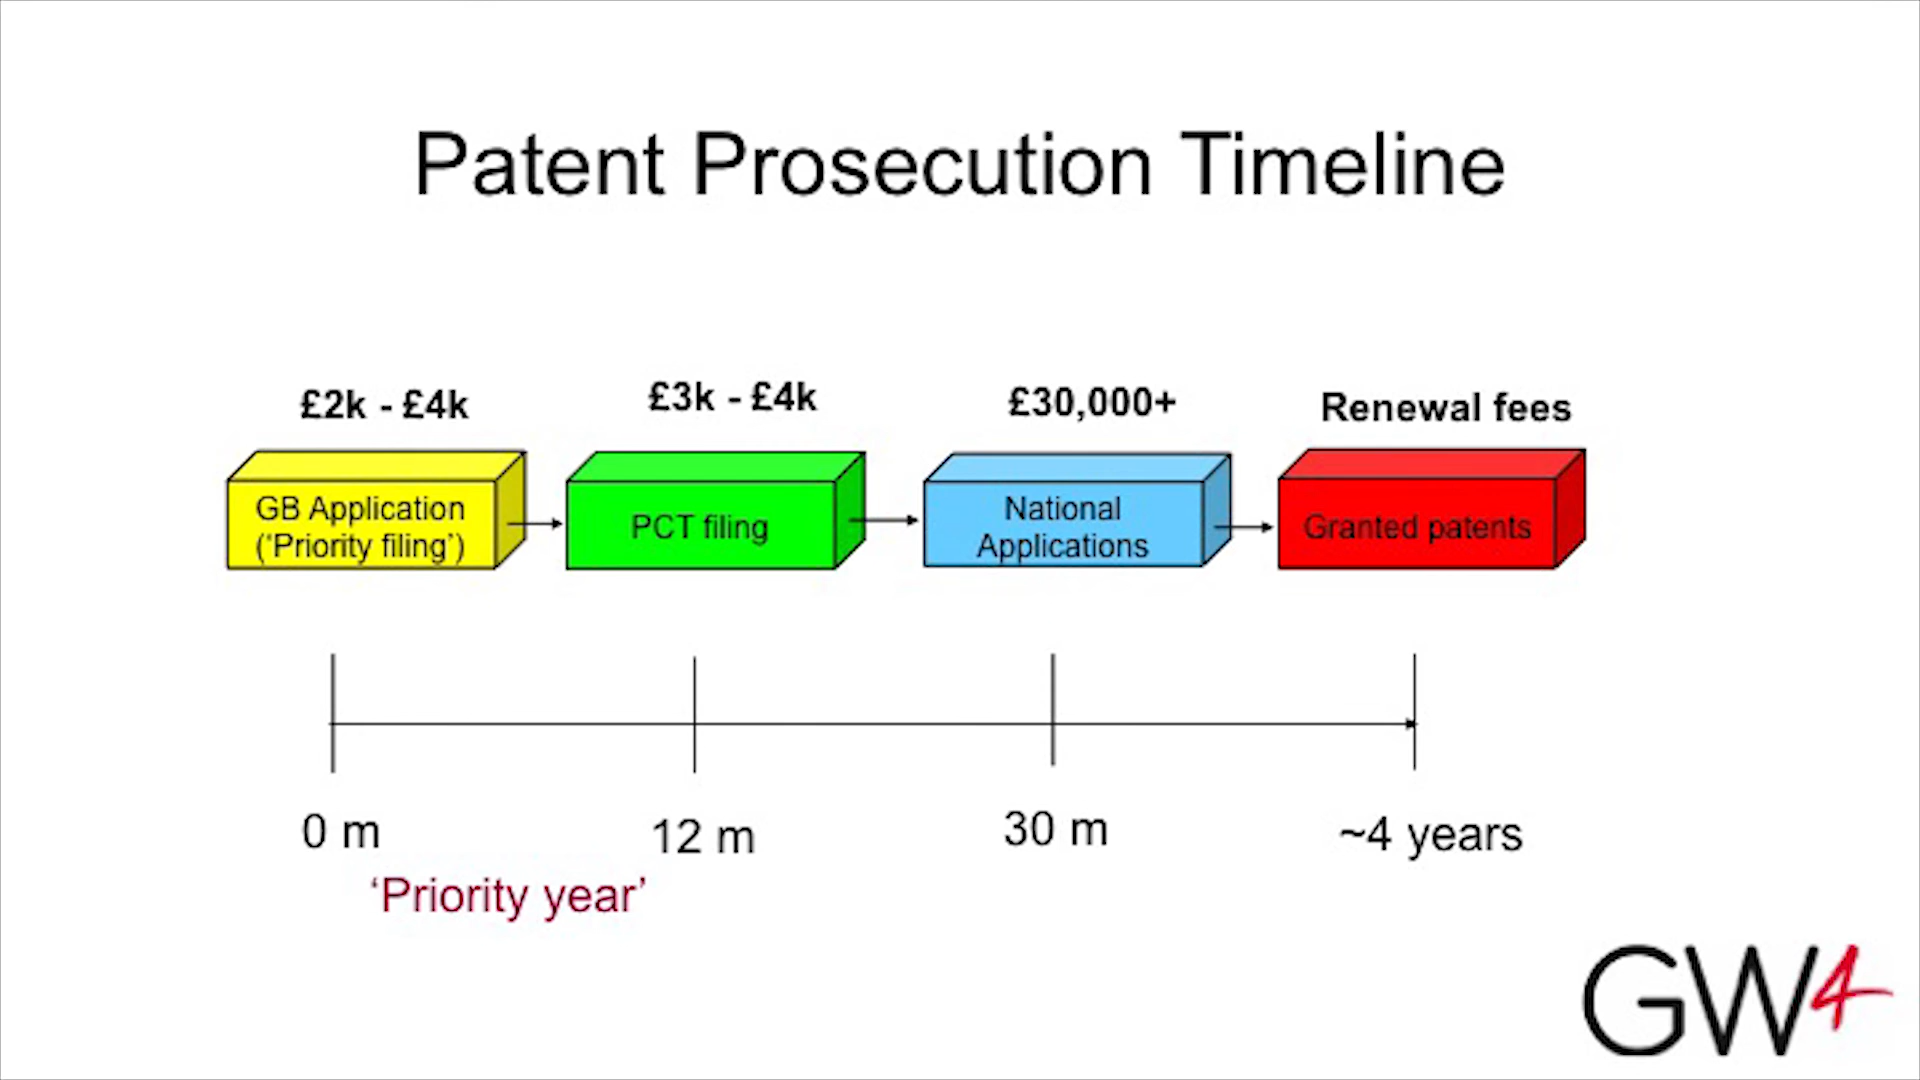 Patent Prosecution Timeline
£2k - £4k
£3k - £4k
£30,000+
Renewal fees
GB Application
(‘Priority filing’)
PCT filing
National
Applications
Granted patents
0 m
12 m
30 m
~4 years
‘Priority year’
GW4